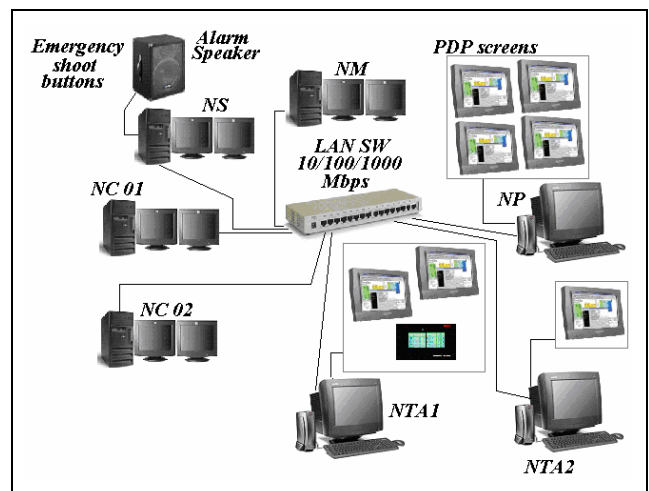 Emergency
shoot
buttons
Alarm
Speaker
NS
NM
PDP screens
LAN SW
10/100/1000
Mbps
NC 01
NP
NC 02
NTA1
NTA2